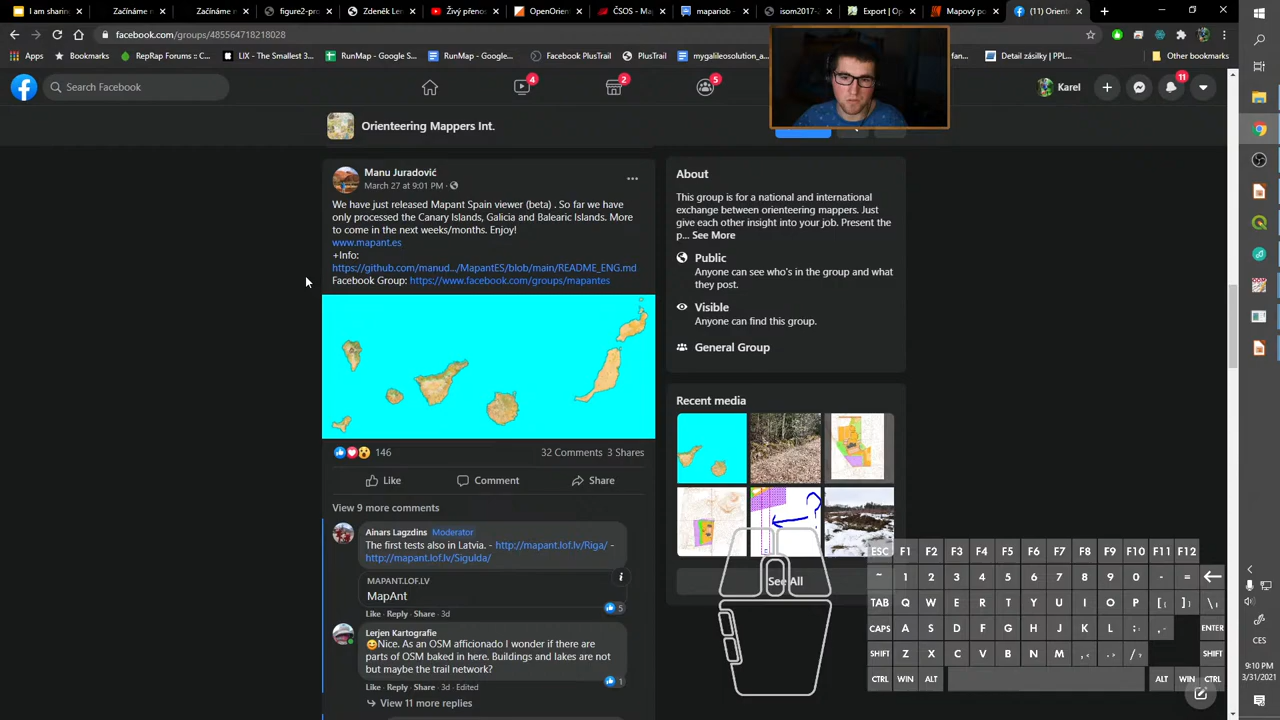 I am sharing
Začínáme r
Začínáme r
figure2-pro
Zdeněk Len
Živý přenos
OpenOrien
ČSOS - Map
mapariob -
isom2017-2
Export | Op
Mapový po
(11) Orient
facebook.com/groups/485564718218028
Apps
Bookmarks
RepRap Forums ::
LIX - The Smallest 3
RunMap - Google
RunMap - Google
Facebook PlusTrail
PlusTrail
mygalileosolution_a
Detail zásilky | PPL
Other bookmarks
Search Facebook
4
2
5
Karel
11
Orienteering Mappers Int.
Manu Juradović
March 27 at 9:01 PM ·
We have just released Mapant Spain viewer (beta) . So far we have
only processed the Canary Islands, Galicia and Balearic Islands. More
to come in the next weeks/months. Enjoy!
www.mapant.es
+Info:
https://github.com/manud.../MapantES/blob/main/README_ENG.md
Facebook Group: https://www.facebook.com/groups/mapantes
146
32 Comments 3 Shares
Like
Comment
Share
View 9 more comments
Ainars Lagzdins Moderator
The first tests also in Latvia. - http://mapant.lof.lv/Riga/ -
http://mapant.lof.lv/Sigulda/
MAPANT.LOF.LV
MapAnt
Like · Reply · Share · 3d
5
Lerjen Kartografie
😊Nice. As an OSM afficionado I wonder if there are
parts of OSM baked in here. Buildings and lakes are not
but maybe the trail network?
Like · Reply · Share · 3d · Edited
1
View 11 more replies
About
This group is for a national and international
exchange between orienteering mappers. Just
give each other insight into your job. Present the
p... See More
Public
Anyone can see who's in the group and what
they post.
Visible
Anyone can find this group.
General Group
Recent media
See All
ESC F1 F2 F3 F4 F5 F6 F7 F8 F9 F10 F11 F12
~ 1 2 3 4 5 6 7 8 9 0 - =
TAB Q W E R T Y U I O P
CAPS A S D F G H J K L ENTER
SHIFT Z X C V B N M SHIFT
CTRL WIN ALT ALT WIN CTRL
9:10 PM
3/31/2021